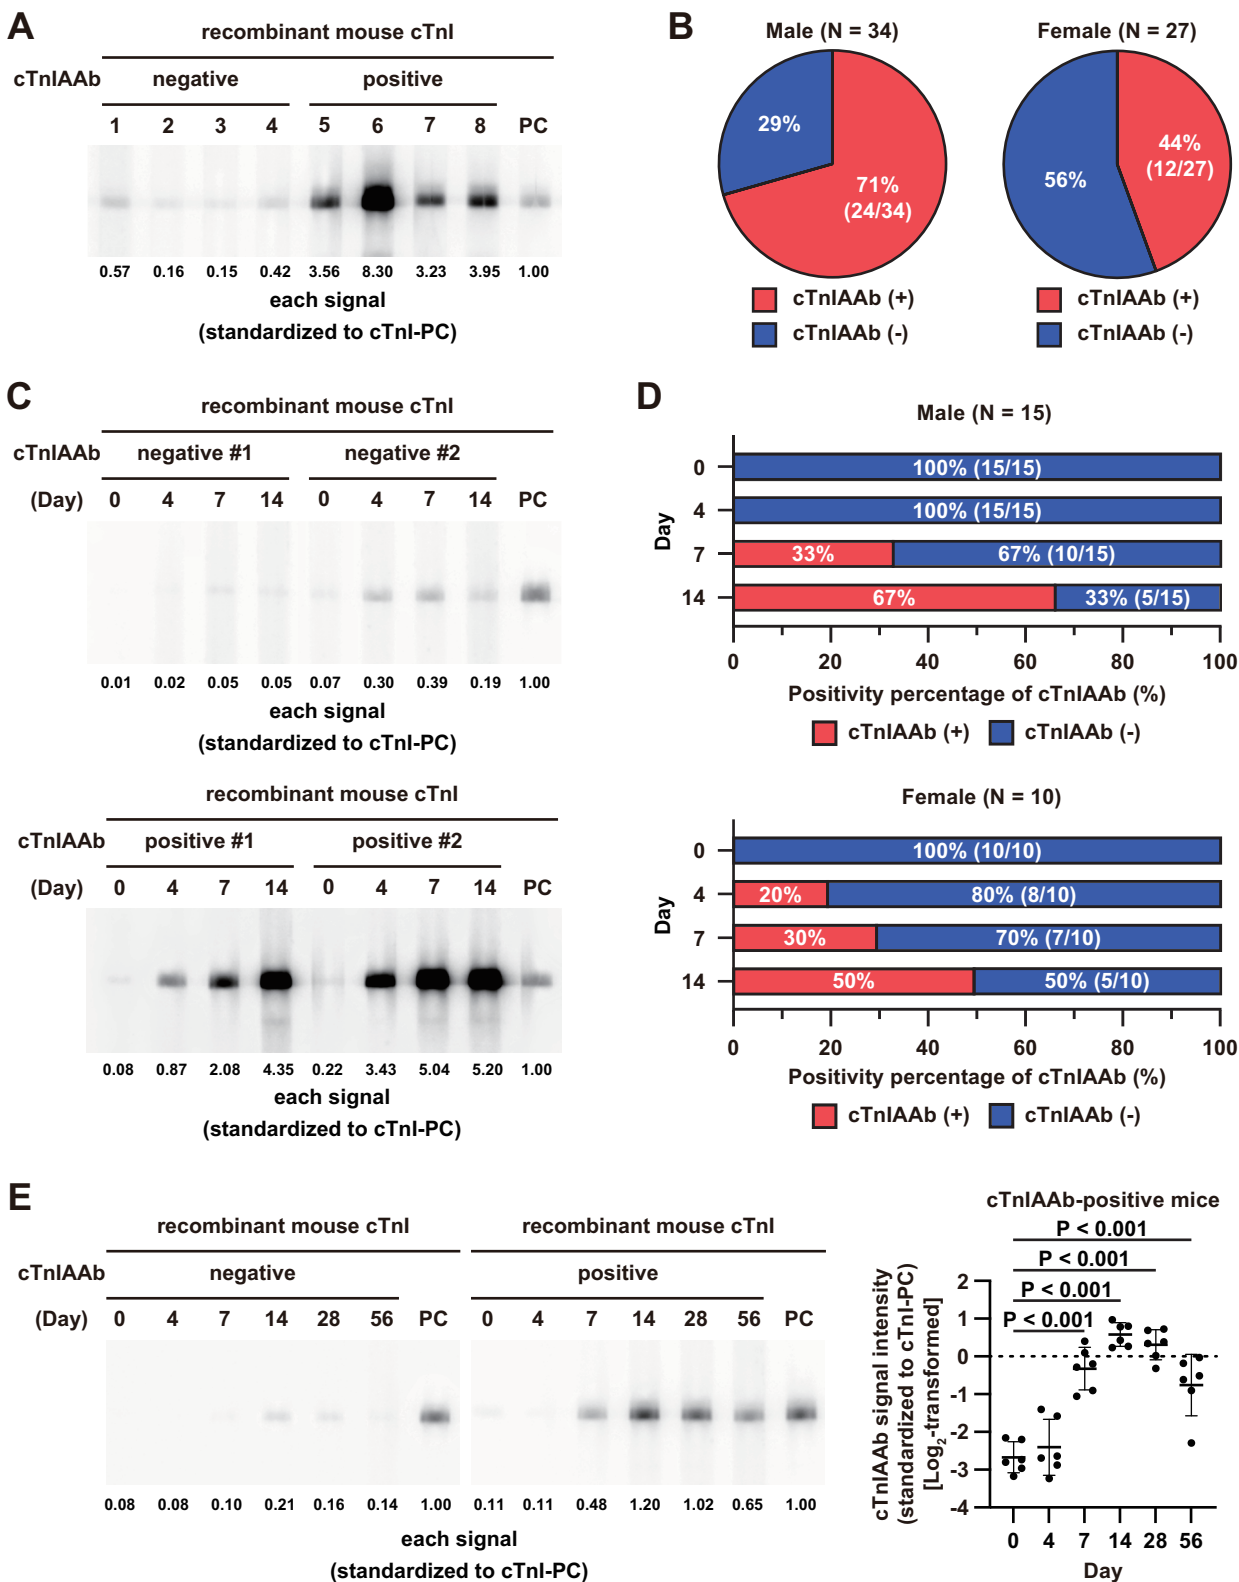 A
recombinant mouse cTnI
cTnIAAb negative positive
1 2 3 4 5 6 7 8 PC
0.57 0.16 0.15 0.42 3.56 8.30 3.23 3.95 1.00
each signal
(standardized to cTnI-PC)
B
Male (N = 34) Female (N = 27)
29%
71%
(24/34)
44%
(12/27)
56%
cTnIAAb (+) cTnIAAb (+)
cTnIAAb (-) cTnIAAb (-)
C
recombinant mouse cTnI
cTnIAAb negative #1 negative #2
(Day) 0 4 7 14 0 4 7 14 PC
0.01 0.02 0.05 0.05 0.07 0.30 0.39 0.19 1.00
each signal
(standardized to cTnI-PC)
recombinant mouse cTnI
cTnIAAb positive #1 positive #2
(Day) 0 4 7 14 0 4 7 14 PC
0.08 0.87 2.08 4.35 0.22 3.43 5.04 5.20 1.00
each signal
(standardized to cTnI-PC)
D
Male (N = 15)
Day
0 100% (15/15)
4 100% (15/15)
7 33% 67% (10/15)
14 67% 33% (5/15)
0 20 40 60 80 100
Positivity percentage of cTnIAAb (%)
cTnIAAb (+) cTnIAAb (-)
Female (N = 10)
Day
0 100% (10/10)
4 20% 80% (8/10)
7 30% 70% (7/10)
14 50% 50% (5/10)
0 20 40 60 80 100
Positivity percentage of cTnIAAb (%)
cTnIAAb (+) cTnIAAb (-)
E
recombinant mouse cTnI recombinant mouse cTnI
cTnIAAb negative positive
(Day) 0 4 7 14 28 56 PC 0 4 7 14 28 56 PC
0.08 0.08 0.10 0.21 0.16 0.14 1.00 0.11 0.11 0.48 1.20 1.02 0.65 1.00
each signal
(standardized to cTnI-PC)
cTnIAAb-positive mice
P < 0.001
P < 0.001
P < 0.001
P < 0.001
cTnIAAb signal intensity
(standardized to cTnI-PC)
[Log₂-transformed]
2
1
0
-1
-2
-3
-4
0 4 7 14 28 56
Day